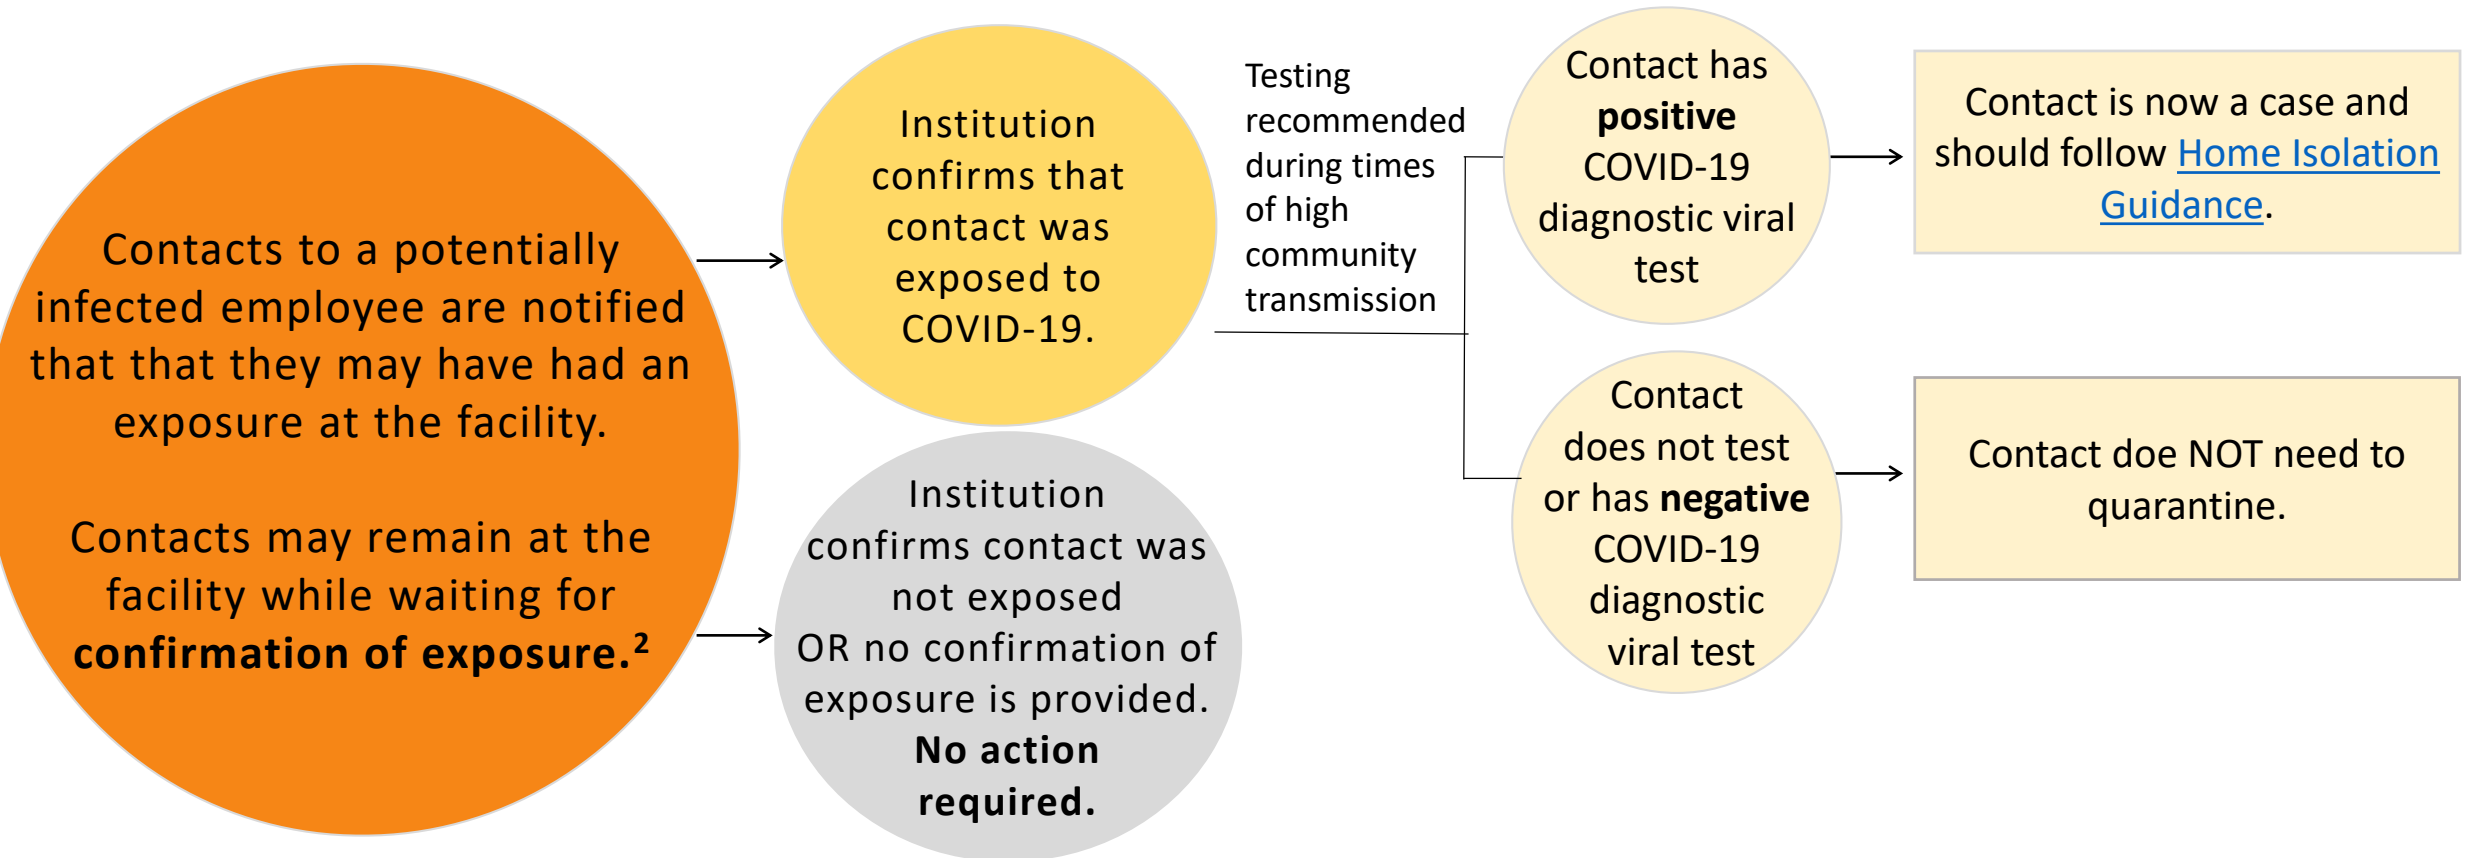 Contacts to a potentially
infected employee are notified
that that they may have had an
exposure at the facility.
Contacts may remain at the
facility while waiting for
confirmation of exposure.²
Institution
confirms that
contact was
exposed to
COVID-19.
Institution
confirms contact was
not exposed
OR no confirmation of
exposure is provided.
No action
required.
Testing
recommended
during times
of high
community
transmission
Contact has
positive
COVID-19
diagnostic viral
test
Contact is now a case and
should follow Home Isolation
Guidance.
Contact
does not test
or has negative
COVID-19
diagnostic
viral test
Contact doe NOT need to
quarantine.